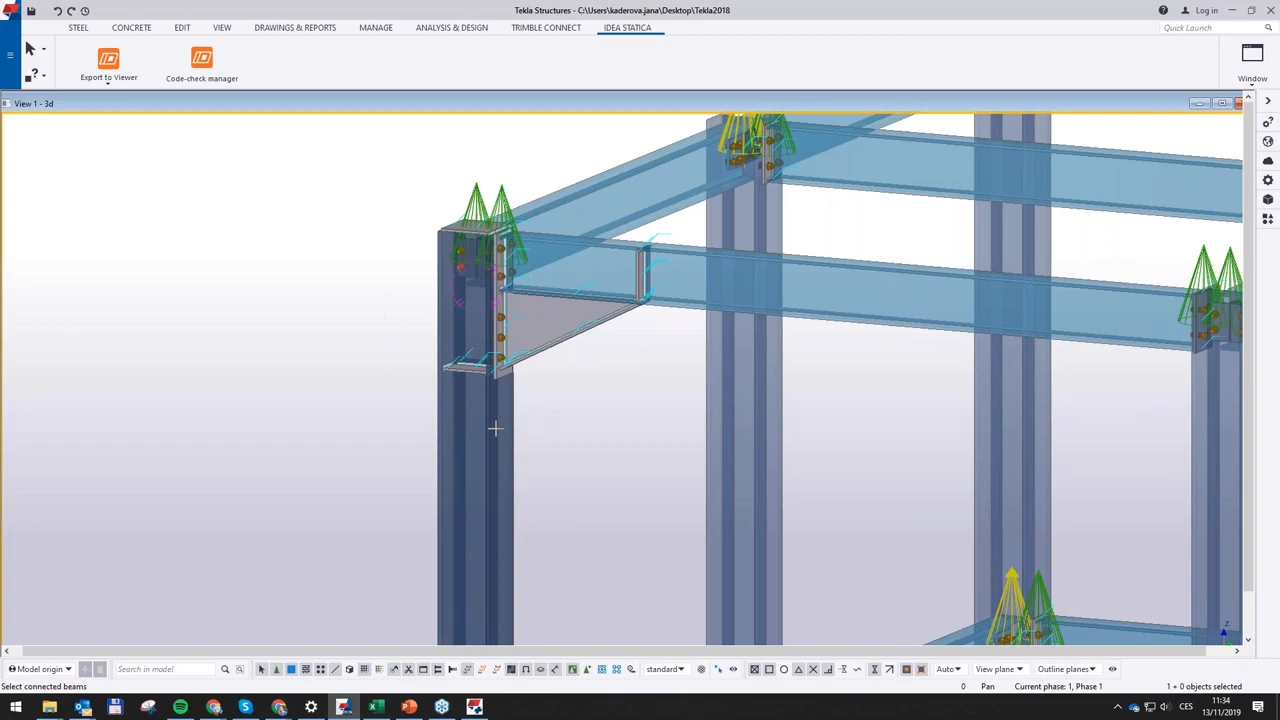 Tekla Structures - C:\Users\kaderova.jana\Desktop\Tekla2018
Log in
STEEL CONCRETE EDIT VIEW DRAWINGS & REPORTS MANAGE ANALYSIS & DESIGN TRIMBLE CONNECT IDEA STATICA
Quick Launch
Export to Viewer
Code-check manager
Window
View 1 - 3d
z
Model origin
Search in model
standard
Auto
View plane
Outline planes
Select connected beams
0 Pan Current phase: 1, Phase 1 1 + 0 objects selected
CES
11:34
13/11/2019